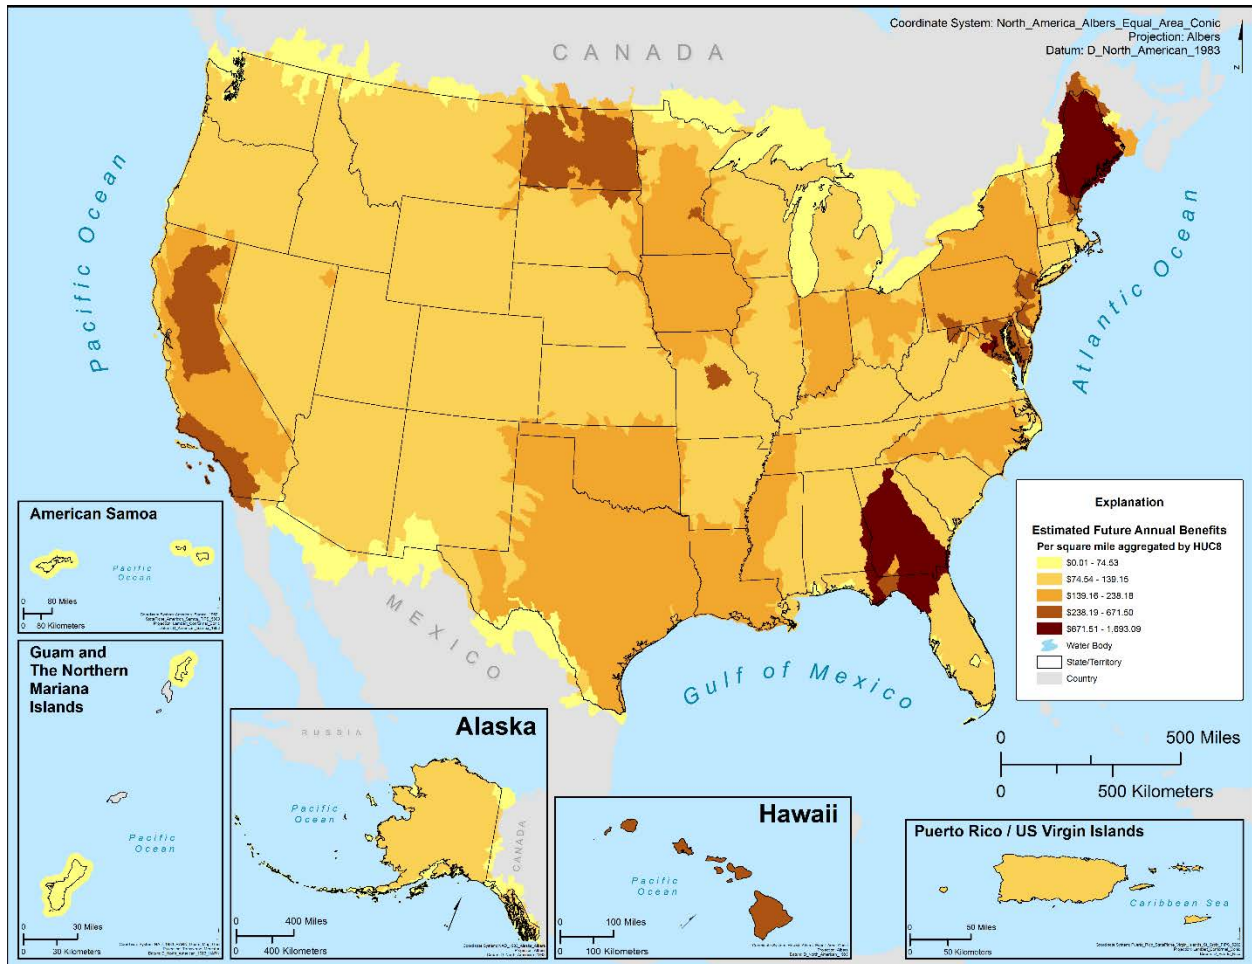 Coordinate System: North_America_Albers_Equal_Area_Conic
Projection: Albers
Datum: D_North_American_1983
N
CANADA
Pacific Ocean
Atlantic Ocean
MEXICO
Gulf of Mexico
Explanation
Estimated Future Annual Benefits
Per square mile aggregated by HUC8
$0.01 - 74.53
$74.54 - 139.15
$139.16 - 238.18
$238.19 - 671.50
$671.51 - 1,693.09
Water Body
State/Territory
Country
0 500 Miles
0 500 Kilometers
American Samoa
Pacific
Ocean
0 80 Miles
0 80 Kilometers
Guam and
The Northern
Mariana
Islands
Pacific
Ocean
0 30 Miles
0 30 Kilometers
Alaska
RUSSIA
Pacific
Ocean
CANADA
0 400 Miles
0 400 Kilometers
Hawaii
Pacific
Ocean
0 100 Miles
0 100 Kilometers
Puerto Rico / US Virgin Islands
Caribbean Sea
0 50 Miles
0 50 Kilometers